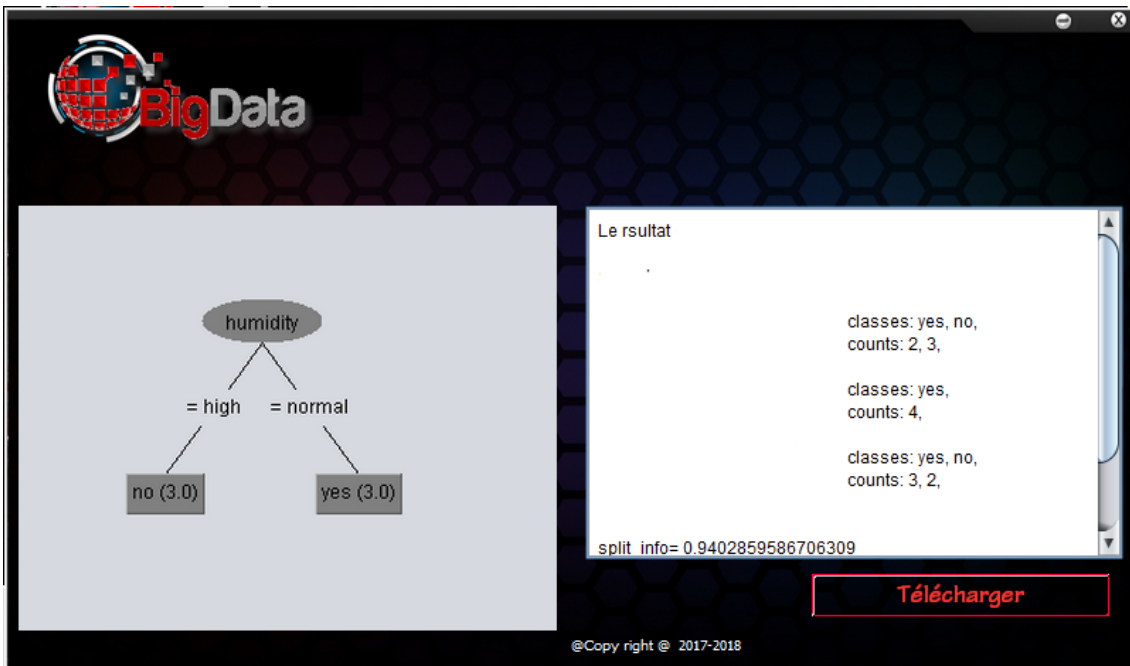 BigData
humidity
= high = normal
no (3.0) yes (3.0)
Le rsultat
classes: yes, no,
counts: 2, 3,
classes: yes,
counts: 4,
classes: yes, no,
counts: 3, 2,
split_info= 0.9402859586706309
Télécharger
@Copy right @ 2017-2018